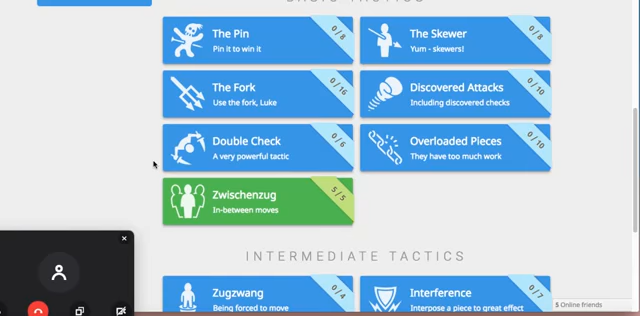 BASIC TACTICS
The Pin
Pin it to win it
0/8
The Skewer
Yum - skewers!
0/8
The Fork
Use the fork, Luke
0/16
Discovered Attacks
Including discovered checks
0/10
Double Check
A very powerful tactic
0/6
Overloaded Pieces
They have too much work
0/10
Zwischenzug
In-between moves
5/5
INTERMEDIATE TACTICS
Zugzwang
Being forced to move
0/4
Interference
Interpose a piece to great effect
0/7
5 Online friends